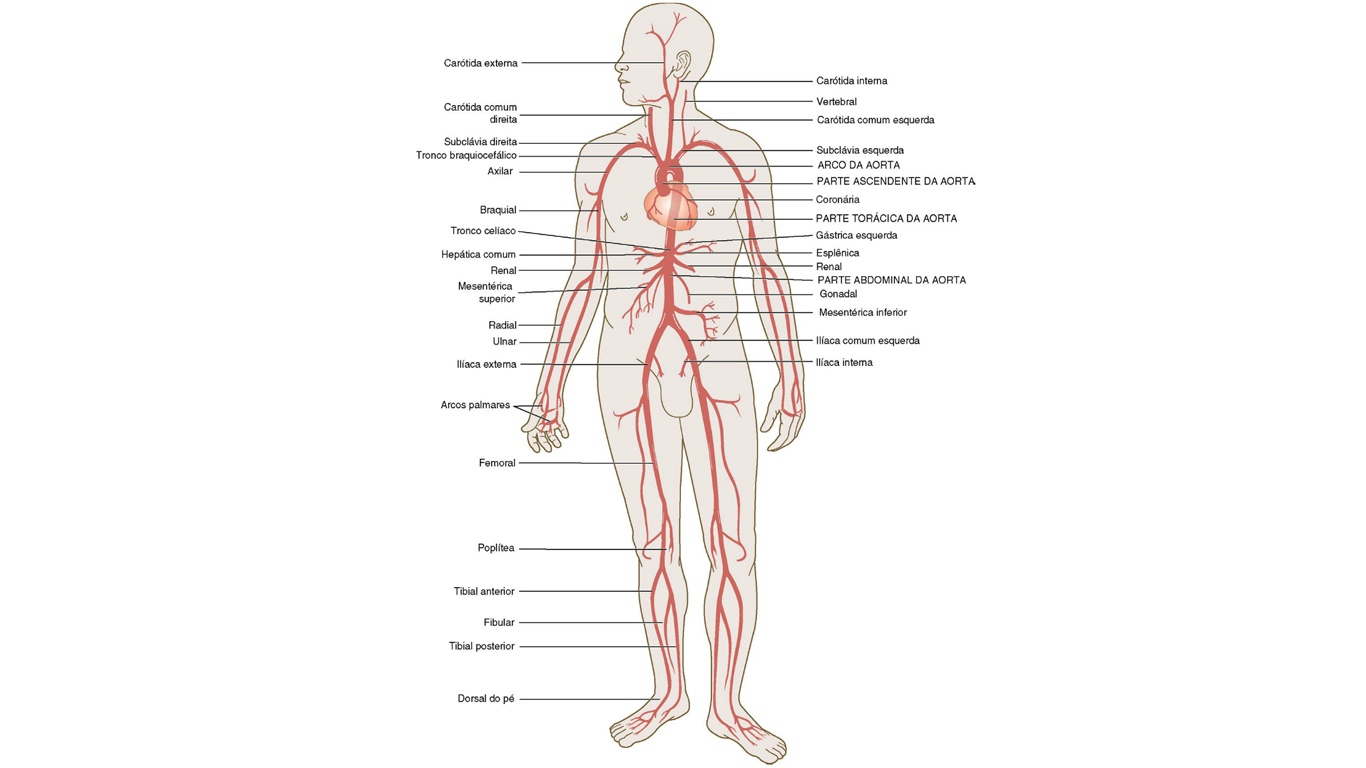 Carótida externa
Carótida comum
direita
Subclávia direita
Tronco braquiocefálico
Axilar
Braquial
Tronco celíaco
Hepática comum
Renal
Mesentérica
superior
Radial
Ulnar
Ilíaca externa
Arcos palmares
Femoral
Poplítea
Tibial anterior
Fibular
Tibial posterior
Dorsal do pé
Carótida interna
Vertebral
Carótida comum esquerda
Subclávia esquerda
ARCO DA AORTA
PARTE ASCENDENTE DA AORTA.
Coronária
PARTE TORÁCICA DA AORTA
Gástrica esquerda
Esplênica
Renal
PARTE ABDOMINAL DA AORTA
Gonadal
Mesentérica inferior
Ilíaca comum esquerda
Ilíaca interna